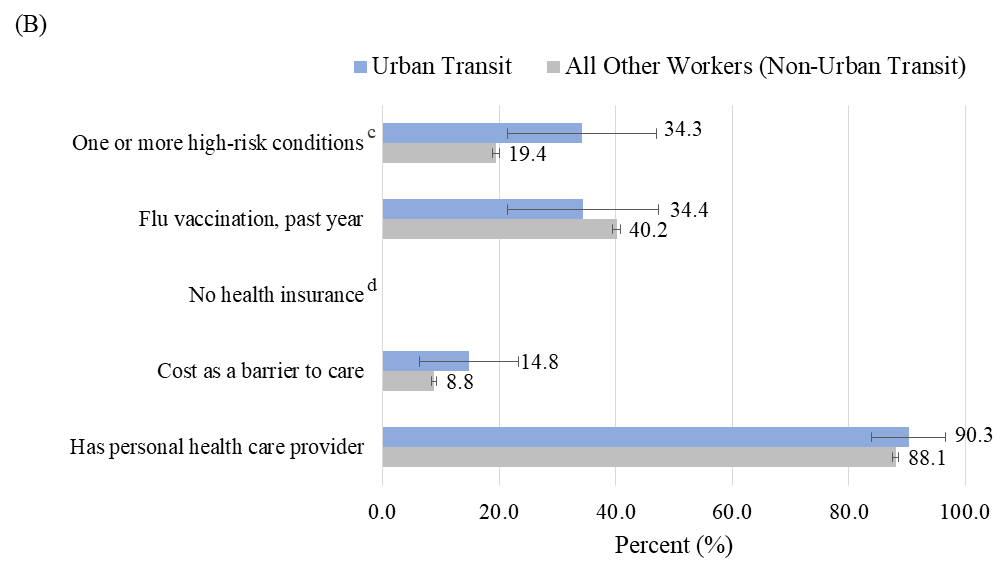 (B)
Urban Transit All Other Workers (Non-Urban Transit)
One or more high-risk conditions c
34.3
19.4
Flu vaccination, past year
34.4
40.2
No health insurance d
Cost as a barrier to care
14.8
8.8
Has personal health care provider
90.3
88.1
0.0 20.0 40.0 60.0 80.0 100.0
Percent (%)